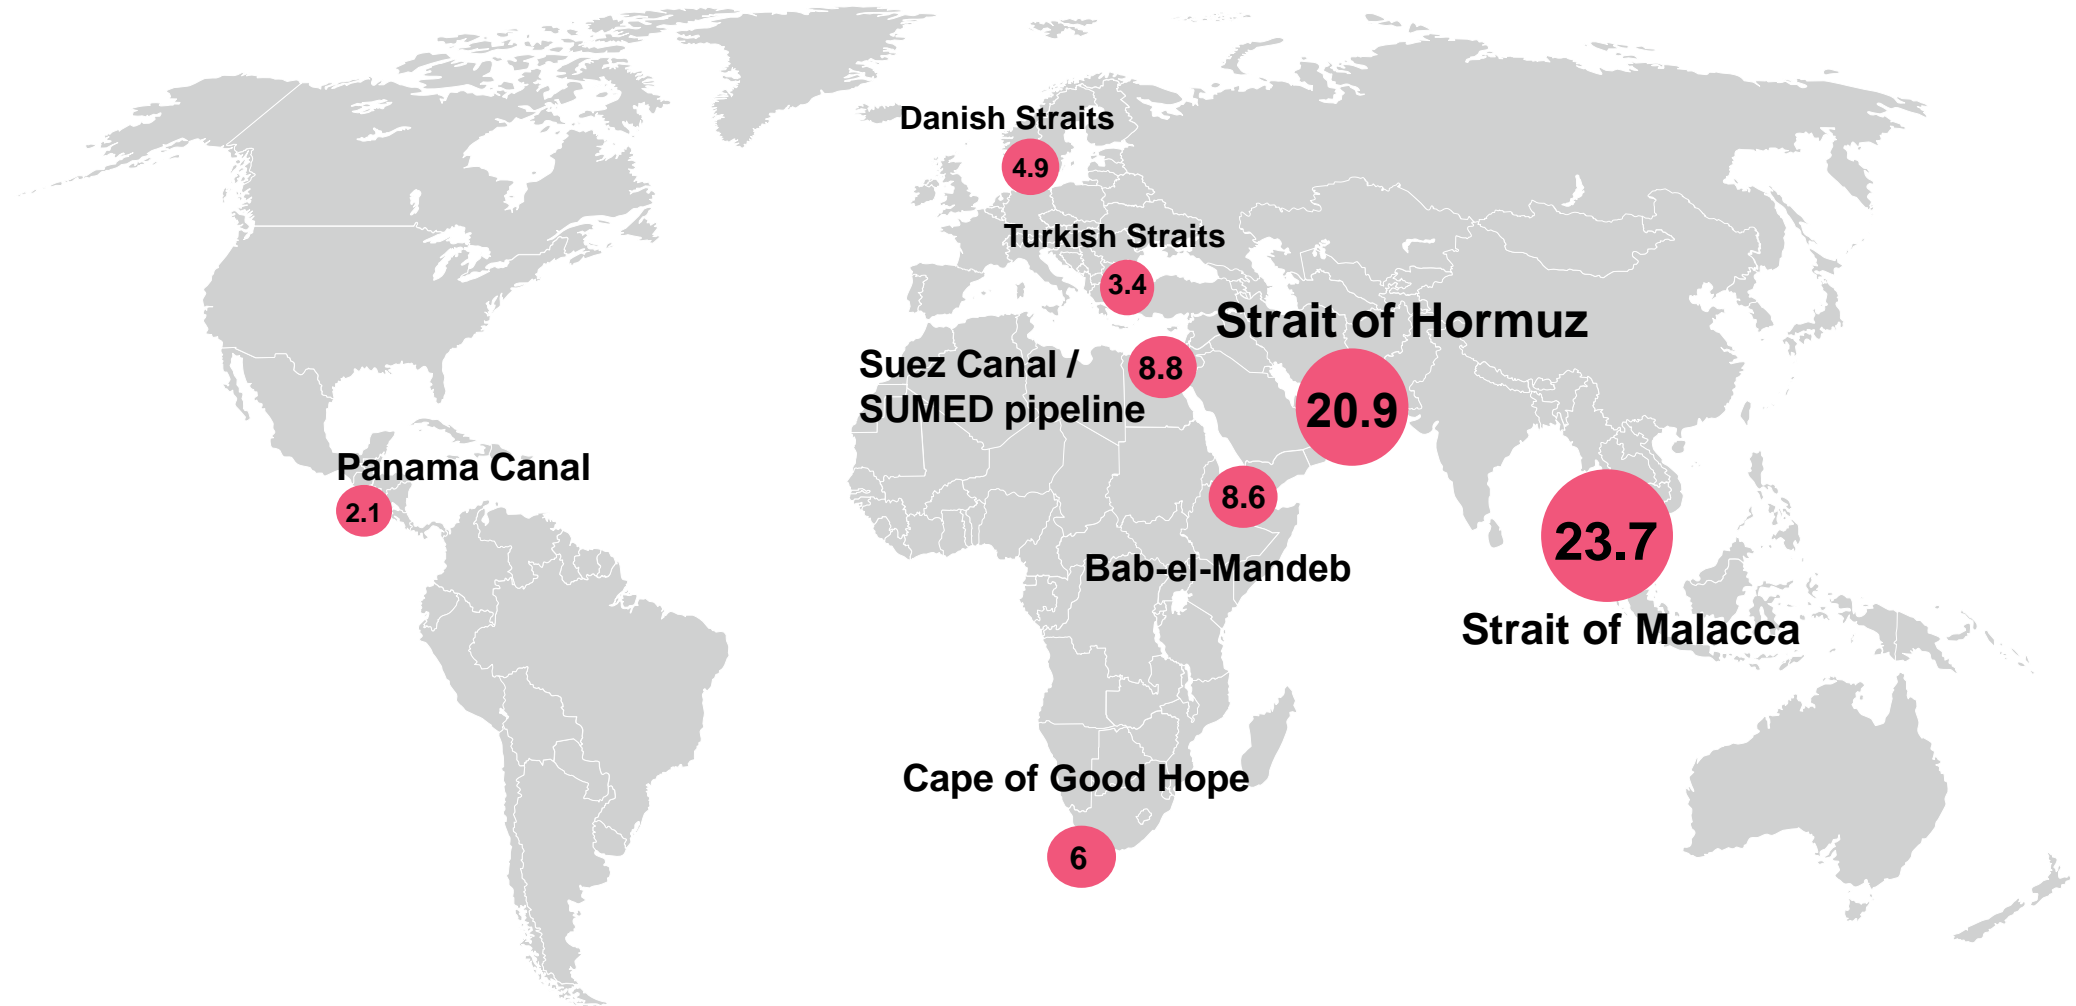 Danish Straits
4.9
Turkish Straits
3.4
Strait of Hormuz
20.9
Suez Canal /
SUMED pipeline
8.8
Panama Canal
2.1
8.6
Bab-el-Mandeb
23.7
Strait of Malacca
Cape of Good Hope
6